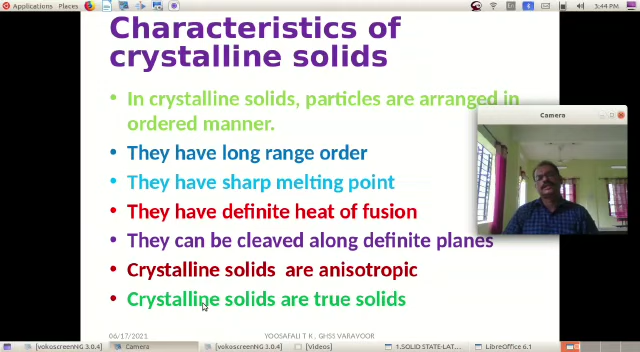 Applications Places
En
3:44 PM
Characteristics of
crystalline solids
• In crystalline solids, particles are arranged in
ordered manner.
• They have long range order
• They have sharp melting point
• They have definite heat of fusion
• They can be cleaved along definite planes
• Crystalline solids are anisotropic
• Crystalline solids are true solids
Camera
06/17/2021 YOOSAFALI T K , GHSS VARAVOOR
[vokoscreenNG 3.0.4] Camera [vokoscreenNG 3.0.4] [Videos] 1.SOLID STATE-LAT... LibreOffice 6.1